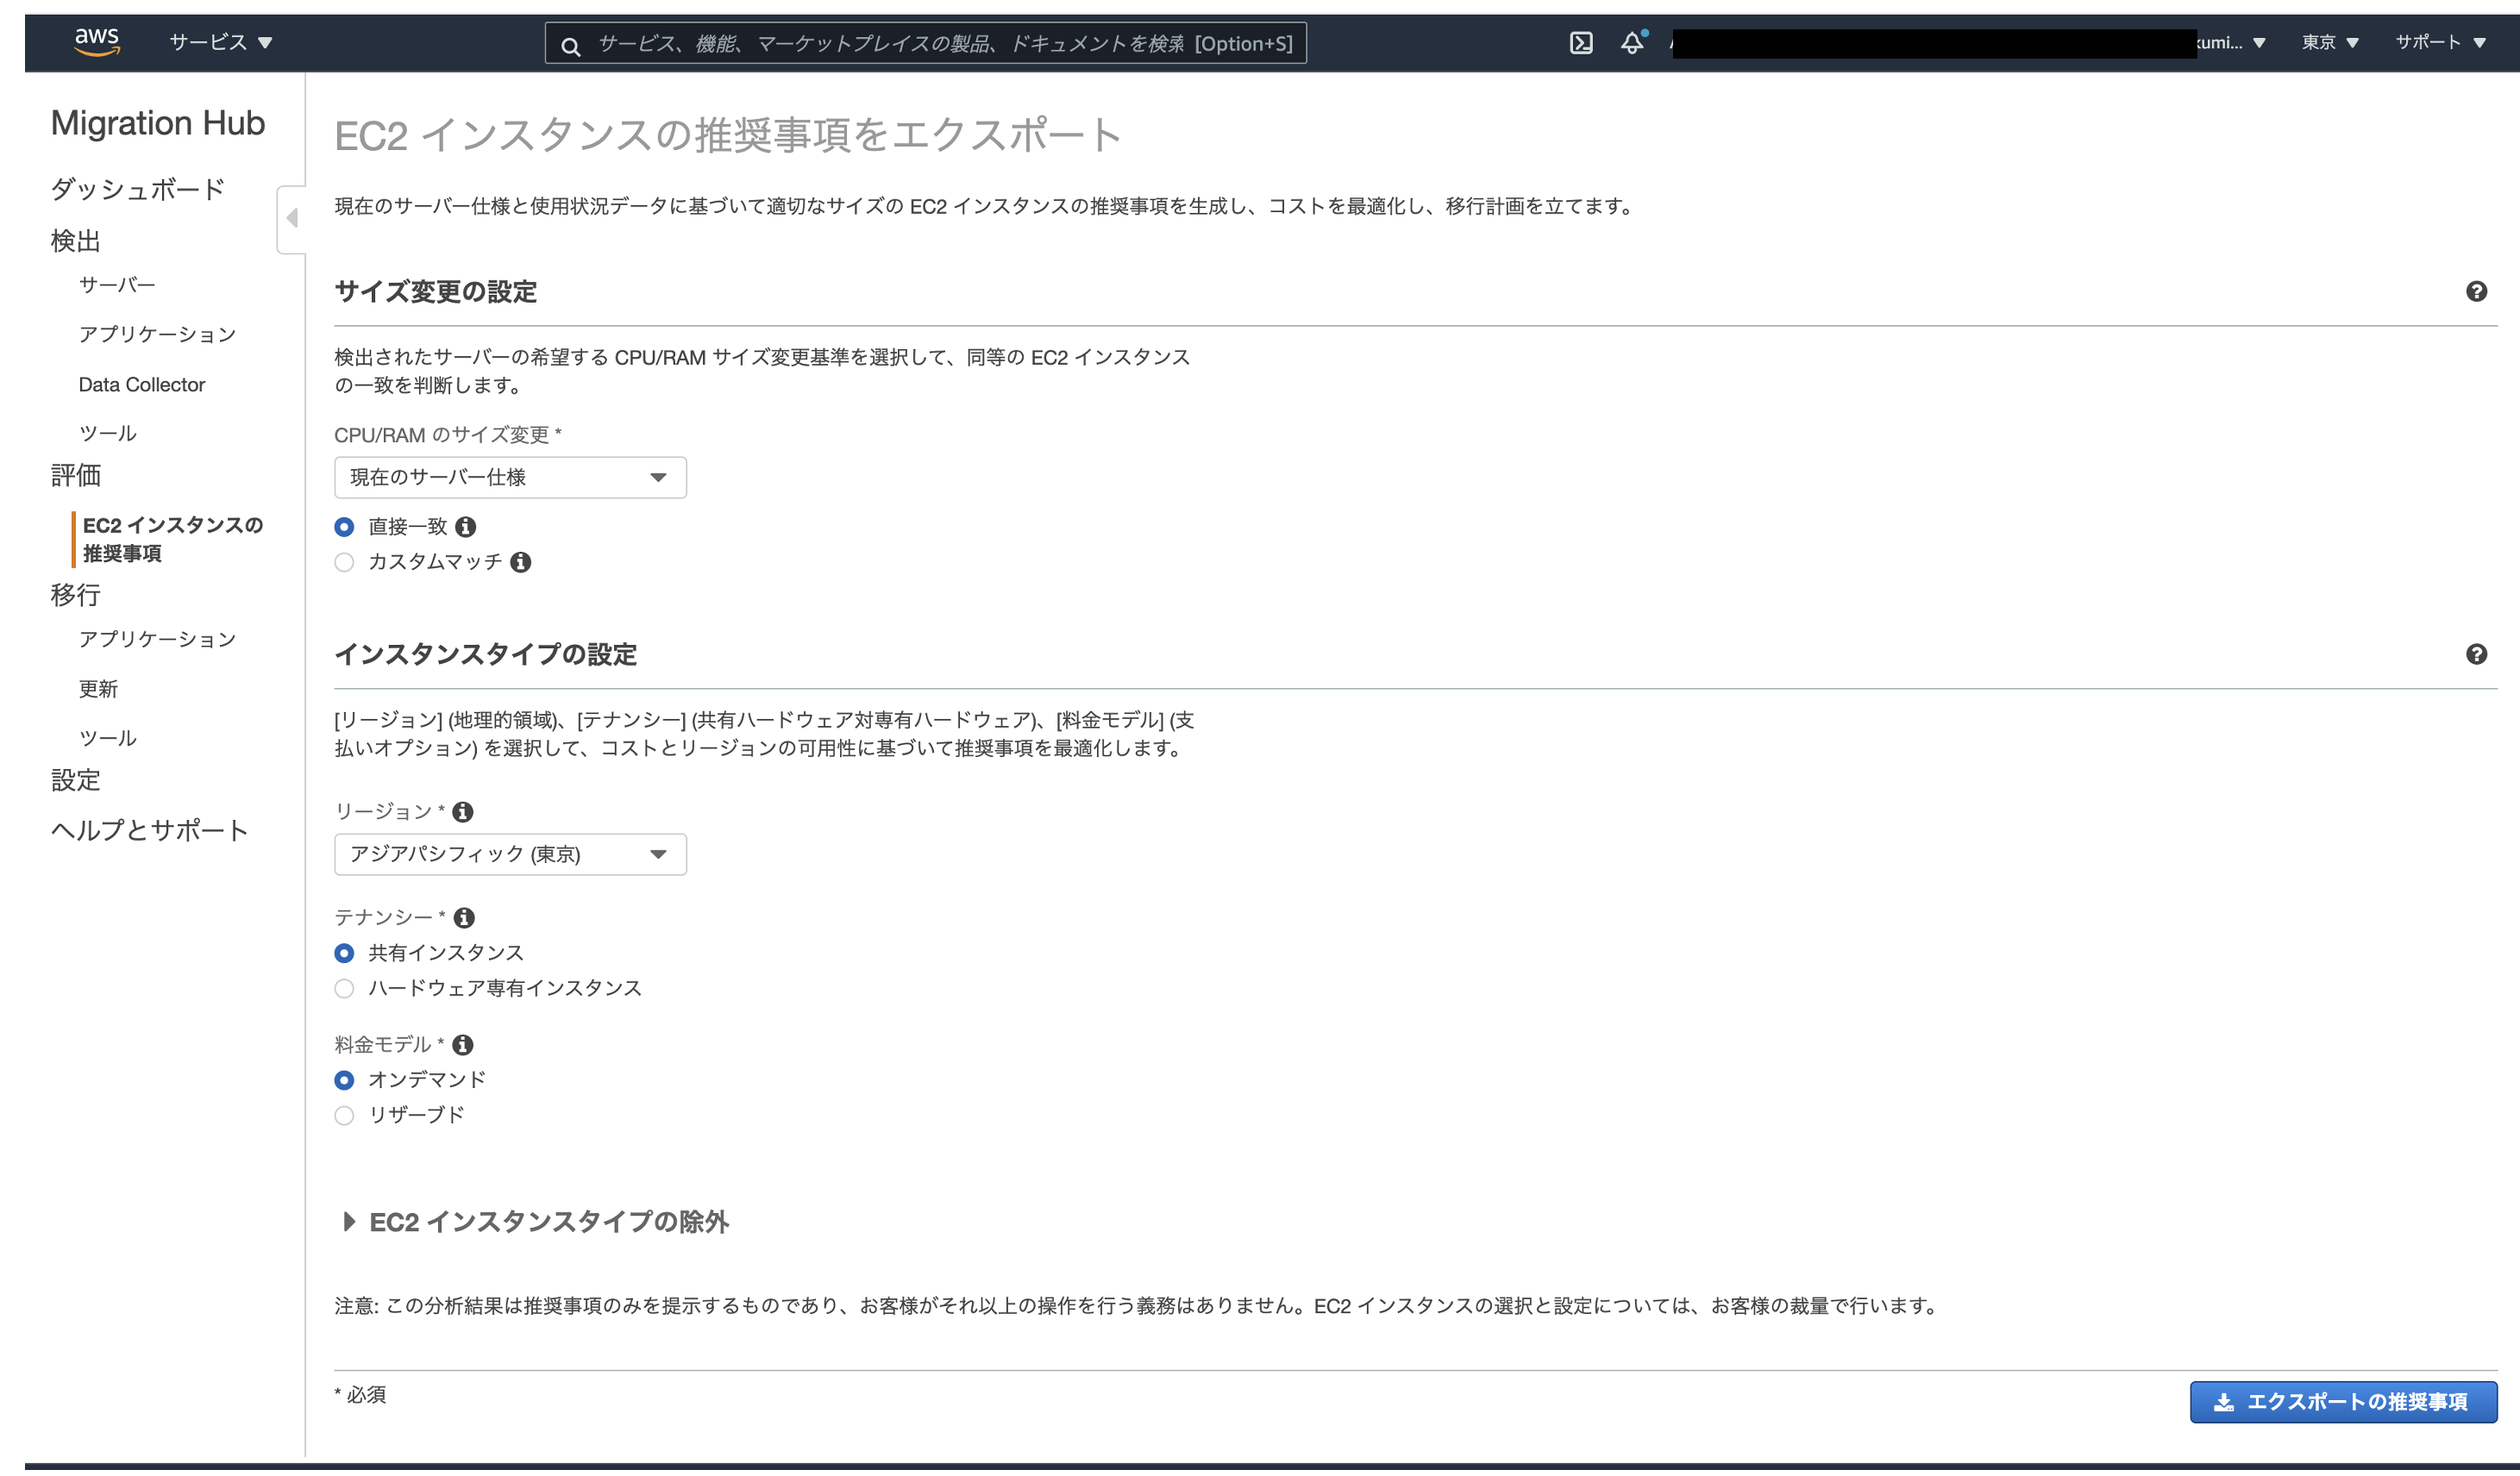 aws サービス サービス、機能、マーケットプレイスの製品、ドキュメントを検索 [Option+S] kumi... 東京 サポート
Migration Hub
ダッシュボード
検出
サーバー
アプリケーション
Data Collector
ツール
評価
EC2 インスタンスの
推奨事項
移行
アプリケーション
更新
ツール
設定
ヘルプとサポート
EC2 インスタンスの推奨事項をエクスポート
現在のサーバー仕様と使用状況データに基づいて適切なサイズの EC2 インスタンスの推奨事項を生成し、コストを最適化し、移行計画を立てます。
サイズ変更の設定
検出されたサーバーの希望する CPU/RAM サイズ変更基準を選択して、同等の EC2 インスタンス
の一致を判断します。
CPU/RAM のサイズ変更 *
現在のサーバー仕様
直接一致
カスタムマッチ
インスタンスタイプの設定
[リージョン] (地理的領域)、[テナンシー] (共有ハードウェア対専有ハードウェア)、[料金モデル] (支
払いオプション) を選択して、コストとリージョンの可用性に基づいて推奨事項を最適化します。
リージョン *
アジアパシフィック (東京)
テナンシー *
共有インスタンス
ハードウェア専有インスタンス
料金モデル *
オンデマンド
リザーブド
EC2 インスタンスタイプの除外
注意: この分析結果は推奨事項のみを提示するものであり、お客様がそれ以上の操作を行う義務はありません。EC2 インスタンスの選択と設定については、お客様の裁量で行います。
* 必須
エクスポートの推奨事項